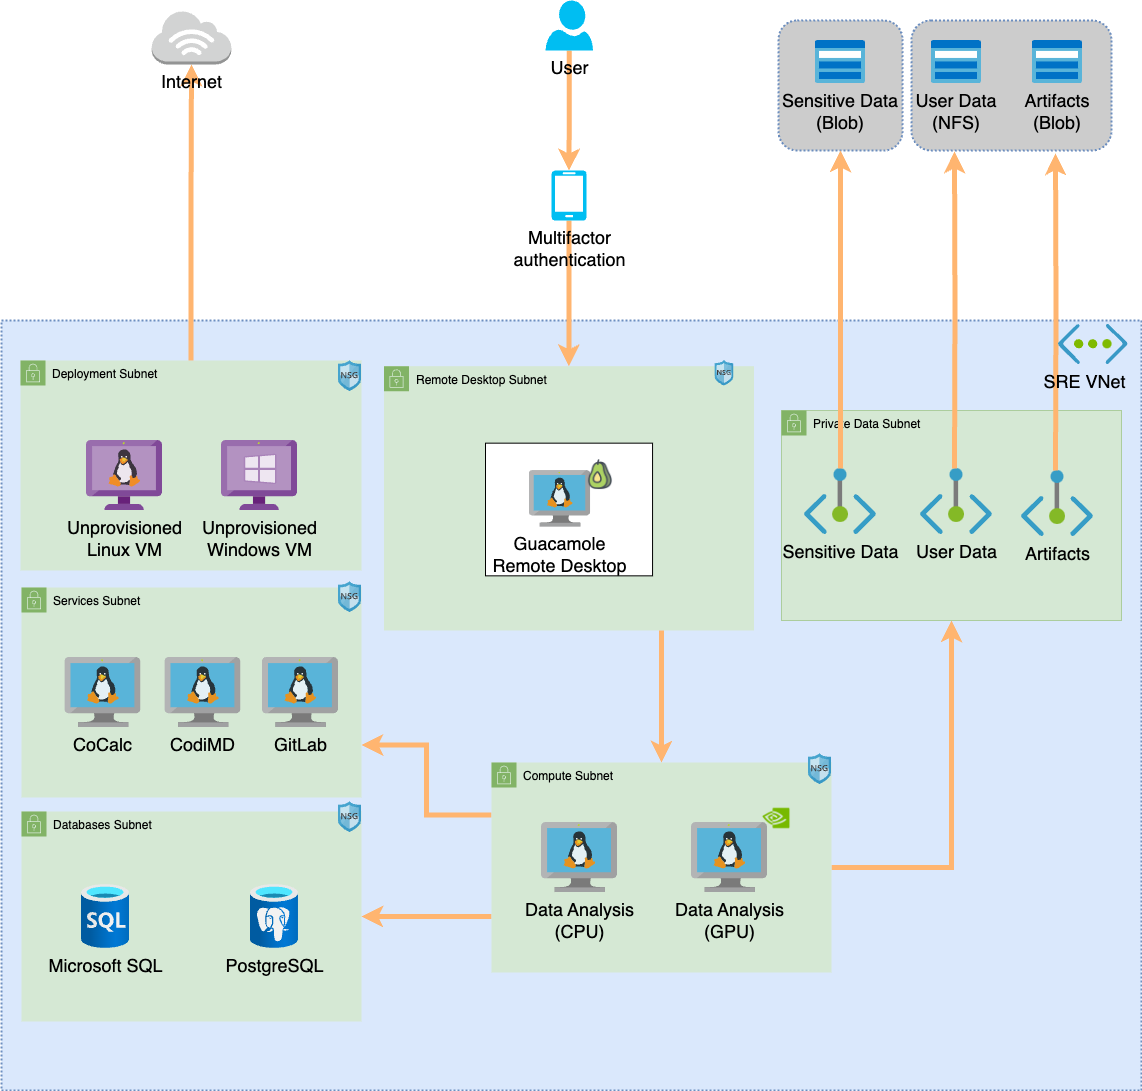 Internet
User
Sensitive Data
(Blob)
User Data
(NFS)
Artifacts
(Blob)
Multifactor
authentication
SRE VNet
Deployment Subnet
NSG
Unprovisioned
Linux VM
Unprovisioned
Windows VM
Remote Desktop Subnet
NSG
Guacamole
Remote Desktop
Private Data Subnet
Sensitive Data
User Data
Artifacts
Services Subnet
NSG
CoCalc
CodiMD
GitLab
Databases Subnet
NSG
SQL
Microsoft SQL
PostgreSQL
Compute Subnet
NSG
Data Analysis
(CPU)
Data Analysis
(GPU)